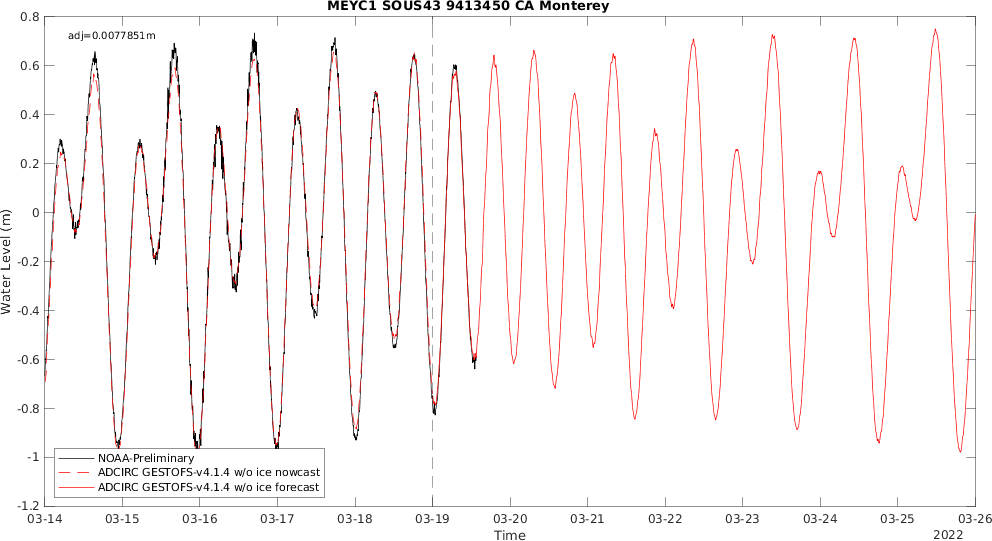 MEYC1 SOUS43 9413450 CA Monterey
adj=0.0077851m
0.8
0.6
0.4
0.2
0
-0.2
-0.4
-0.6
-0.8
-1
-1.2
Water Level (m)
NOAA-Preliminary
ADCIRC GESTOFS-v4.1.4 w/o ice nowcast
ADCIRC GESTOFS-v4.1.4 w/o ice forecast
03-14 03-15 03-16 03-17 03-18 03-19 03-20 03-21 03-22 03-23 03-24 03-25 03-26
Time
2022